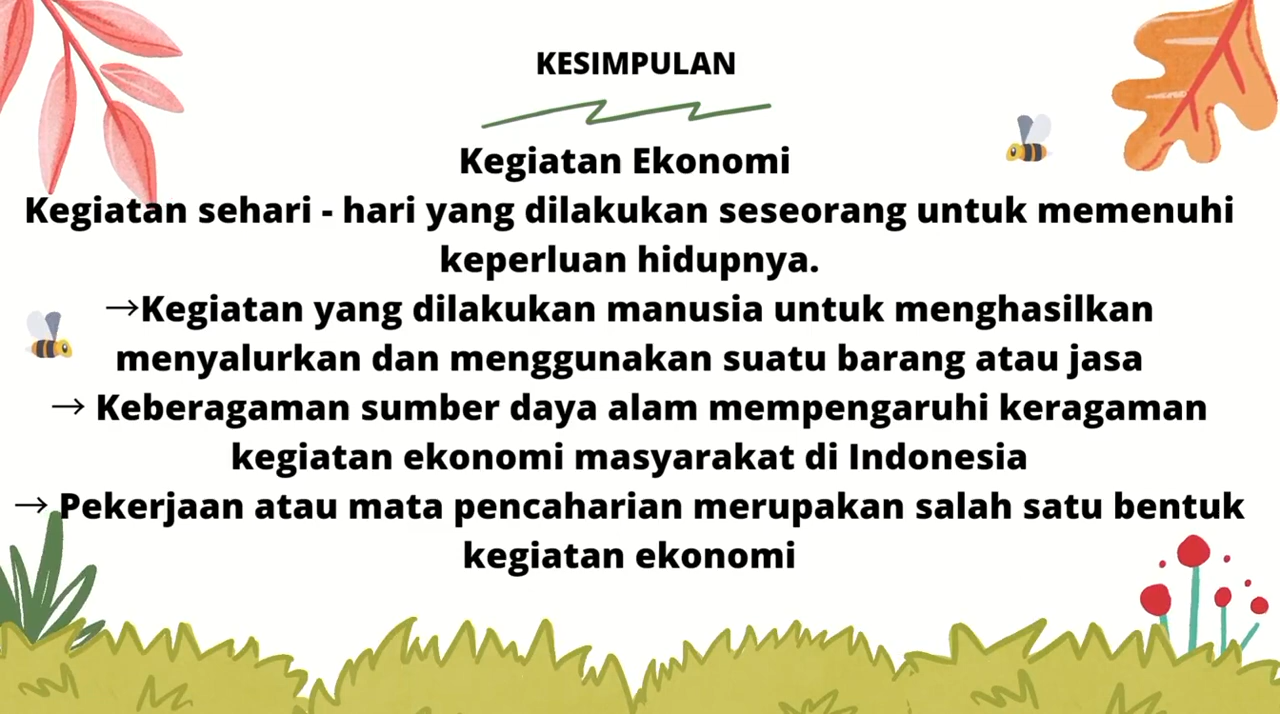 KESIMPULAN
Kegiatan Ekonomi
Kegiatan sehari - hari yang dilakukan seseorang untuk memenuhi
keperluan hidupnya.
→Kegiatan yang dilakukan manusia untuk menghasilkan
menyalurkan dan menggunakan suatu barang atau jasa
→ Keberagaman sumber daya alam mempengaruhi keragaman
kegiatan ekonomi masyarakat di Indonesia
→ Pekerjaan atau mata pencaharian merupakan salah satu bentuk
kegiatan ekonomi